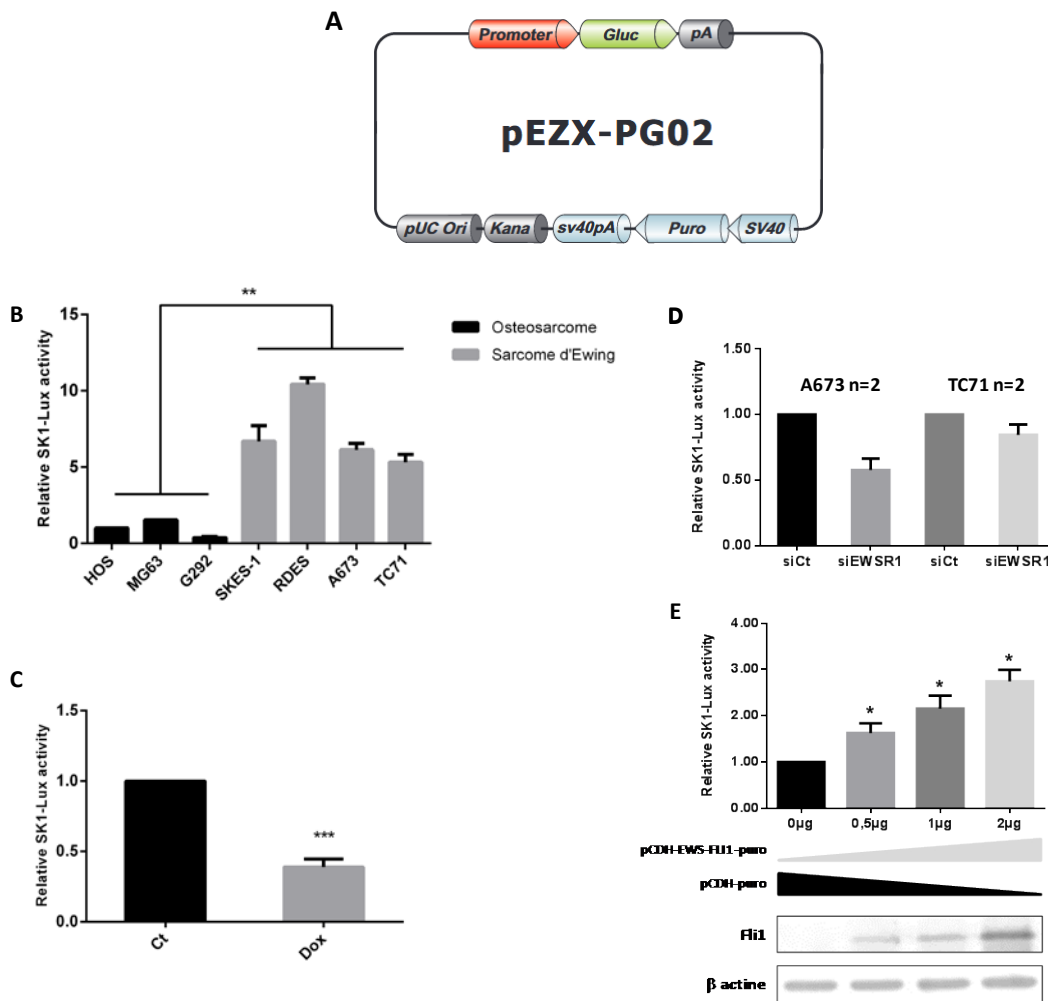 A
Promoter Gluc pA
pEZX-PG02
pUC Ori Kana sv40pA Puro SV40
B
**
Relative SK1-Lux activity
15
10
5
0
HOS MG63 G292 SKES-1 RDES A673 TC71
Osteosarcome
Sarcome d'Ewing
C
Relative SK1-Lux activity
1.5
1.0
0.5
0.0
***
Ct Dox
D
Relative SK1-Lux activity
1.50
1.00
0.50
0.00
A673 n=2 TC71 n=2
siCt siEWSR1 siCt siEWSR1
E
Relative SK1-Lux activity
4.00
3.00
2.00
1.00
0.00
* * *
0µg 0,5µg 1µg 2µg
pCDH-EWS-FLI1-puro
pCDH-puro
Fli1
β actine